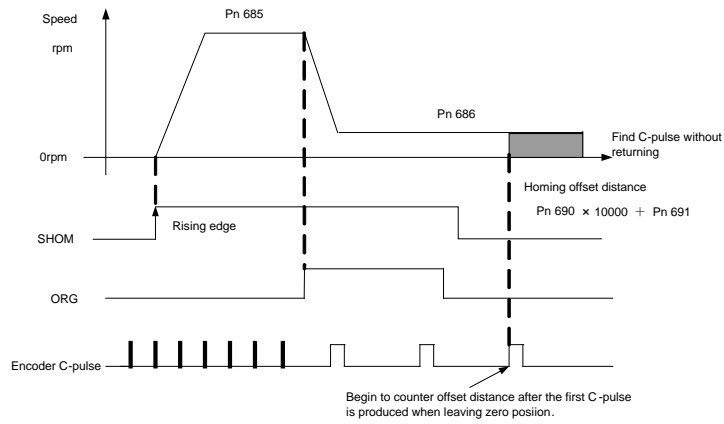 Speed
rpm
Pn 685
Pn 686
0rpm
Find C-pulse without
returning
Homing offset distance
Pn 690 × 10000 + Pn 691
Rising edge
SHOM
ORG
Encoder C-pulse
Begin to counter offset distance after the first C-pulse
is produced when leaving zero posiion.